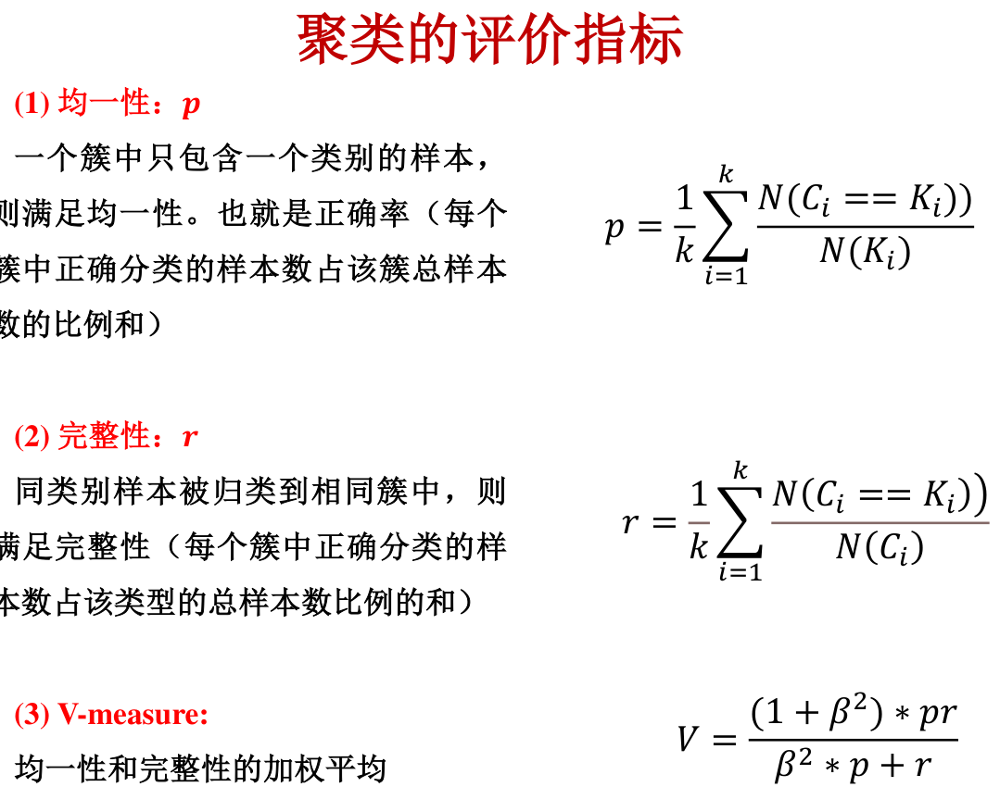 聚类的评价指标
(1) 均一性：p
一个簇中只包含一个类别的样本，
则满足均一性。也就是正确率（每个
簇中正确分类的样本数占该簇总样本
数的比例和）
p = \frac{1}{k}\sum_{i=1}^{k}\frac{N(C_i == K_i))}{N(K_i)}
(2) 完整性：r
同类别样本被归类到相同簇中，则
满足完整性（每个簇中正确分类的样
本数占该类型的总样本数比例的和）
r = \frac{1}{k}\sum_{i=1}^{k}\frac{N(C_i == K_i))}{N(C_i)}
(3) V-measure:
均一性和完整性的加权平均
V = \frac{(1+β^2)*pr}{β^2*p+r}